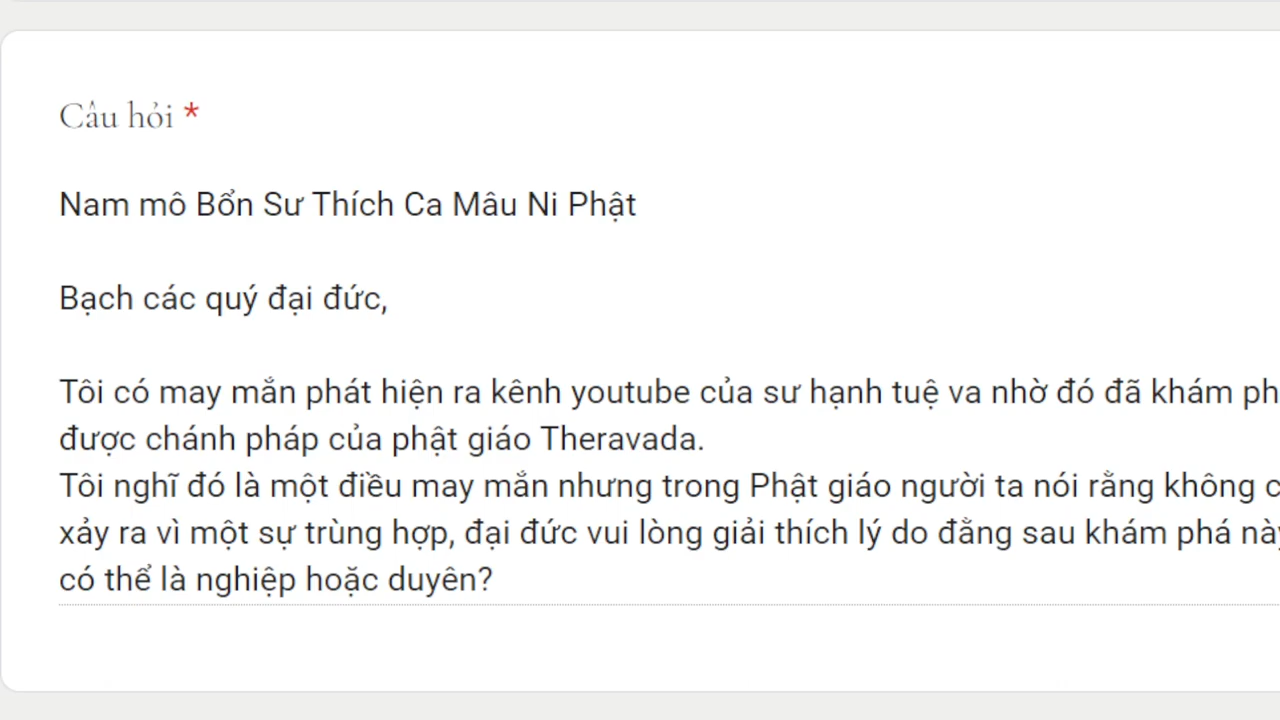 Câu hỏi *
Nam mô Bổn Sư Thích Ca Mâu Ni Phật
Bạch các quý đại đức,
Tôi có may mắn phát hiện ra kênh youtube của sư hạnh tuệ va nhờ đó đã khám
được chánh pháp của phật giáo Theravada.
Tôi nghĩ đó là một điều may mắn nhưng trong Phật giáo người ta nói rằng không
xảy ra vì một sự trùng hợp, đại đức vui lòng giải thích lý do đằng sau khám phá
có thể là nghiệp hoặc duyên?